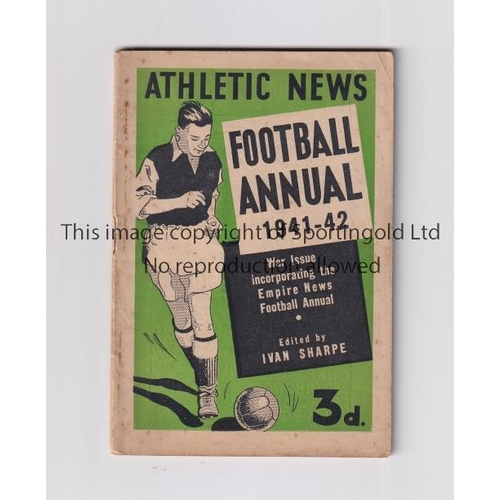 ATHLETIC NEWS
FOOTBALL
ANNUAL
1941-42
This image copyright of Sportingold Ltd
No reproduction allowed
War Issue
incorporating the
Empire News
Football Annual
Edited by
IVAN SHARPE
3d.